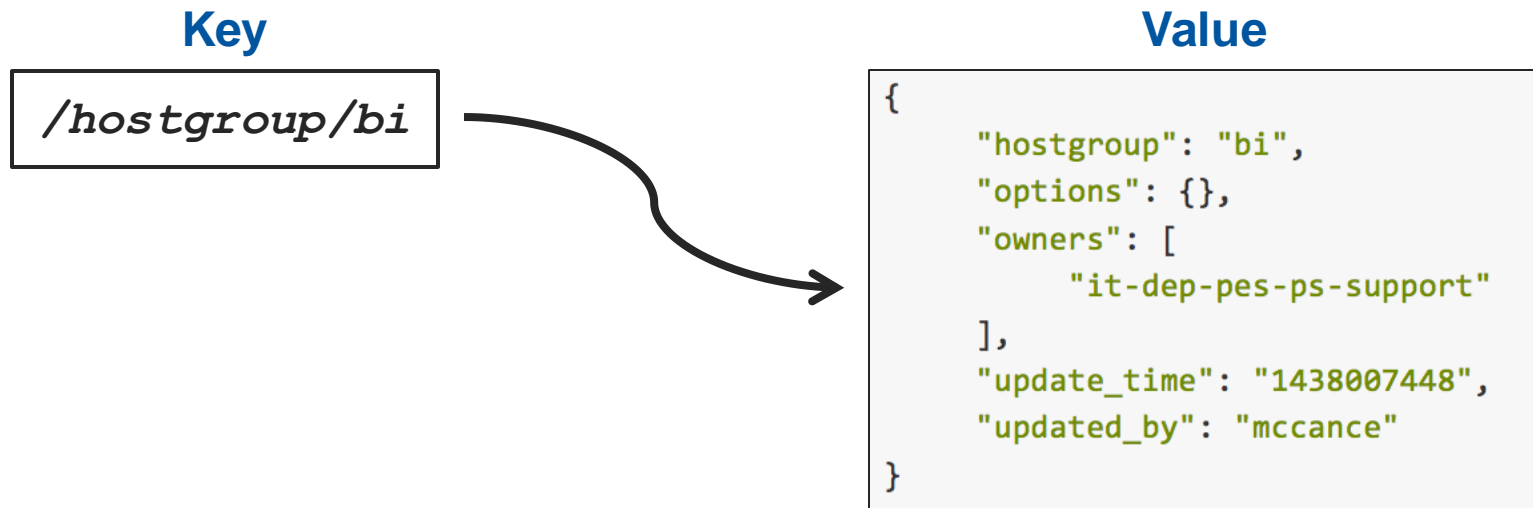 Key
Value
/hostgroup/bi
{
"hostgroup": "bi",
"options": {},
"owners": [
"it-dep-pes-ps-support"
],
"update_time": "1438007448",
"updated_by": "mccance"
}